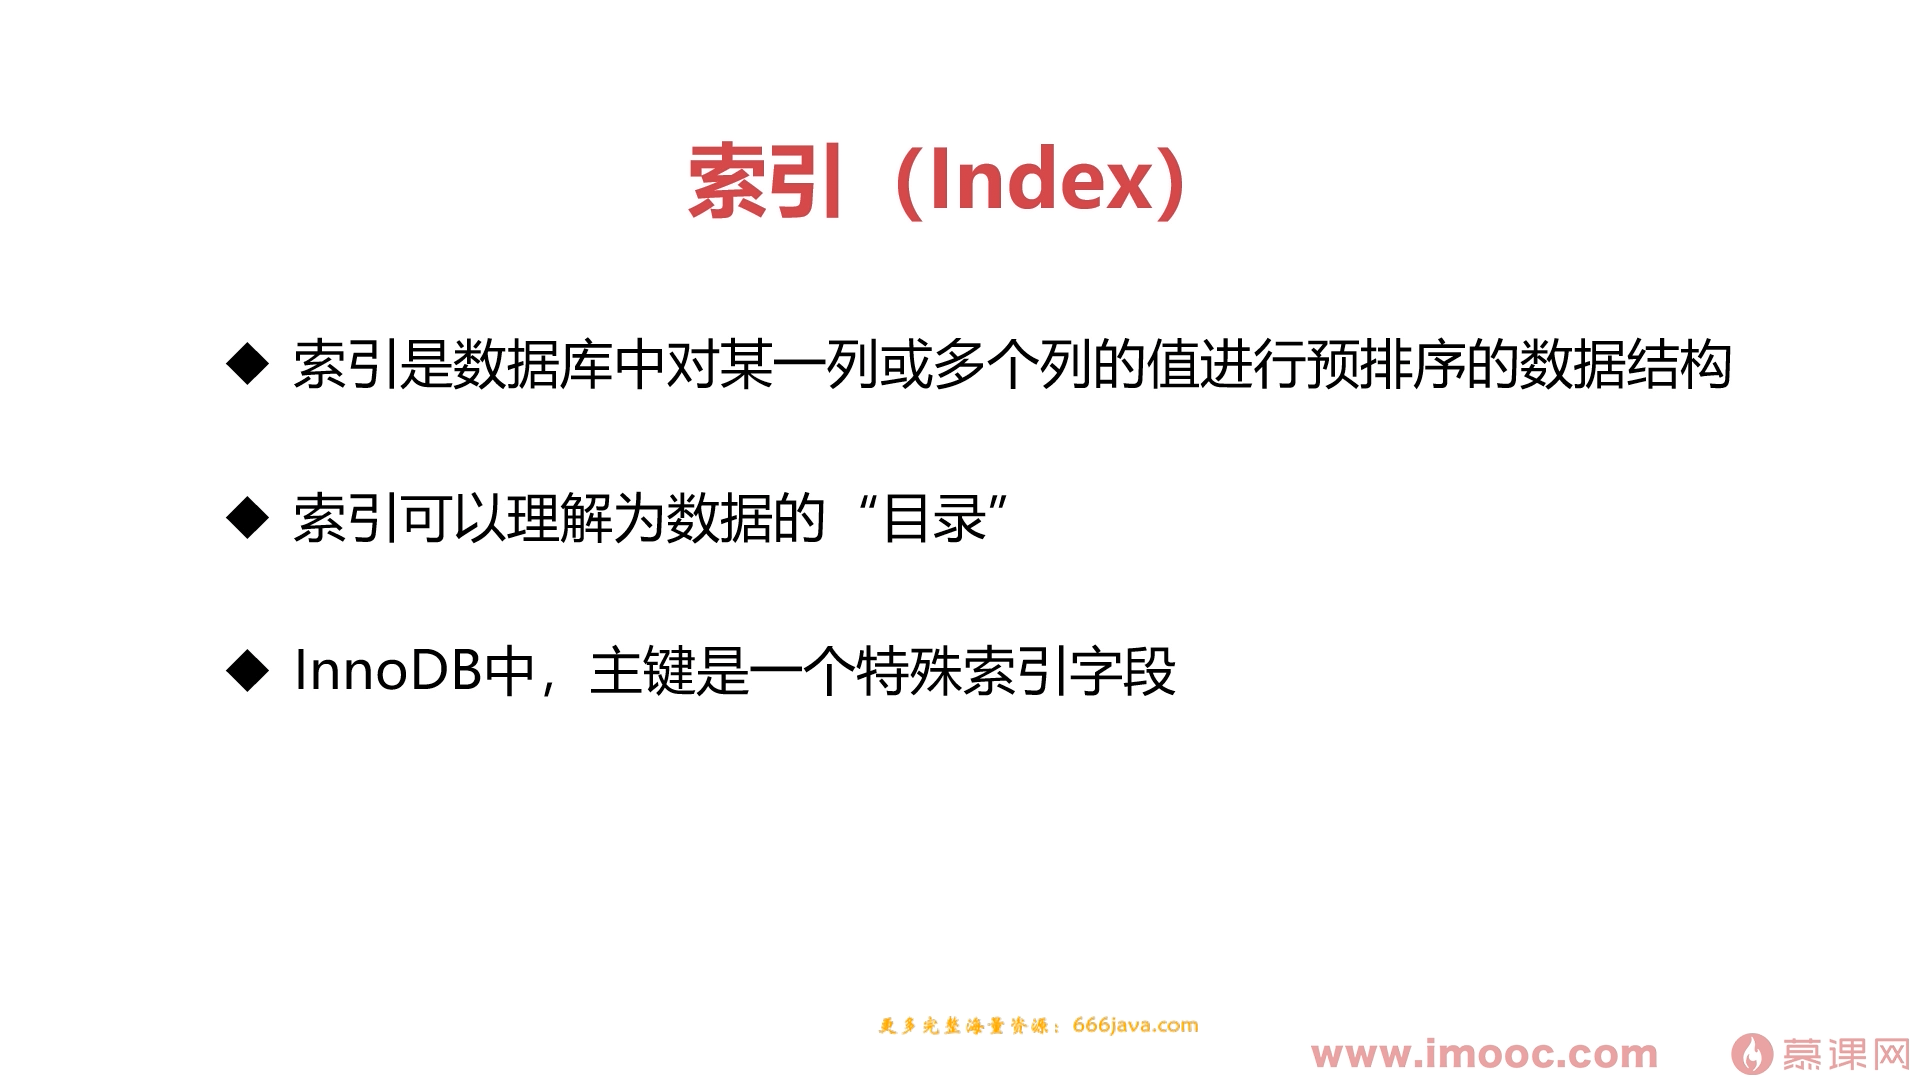 索引（Index）
◆ 索引是数据库中对某一列或多个列的值进行预排序的数据结构
◆ 索引可以理解为数据的“目录”
◆ InnoDB中，主键是一个特殊索引字段
更多完整海量资源：666java.com
www.imooc.com 慕课网